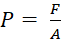 P = F/A